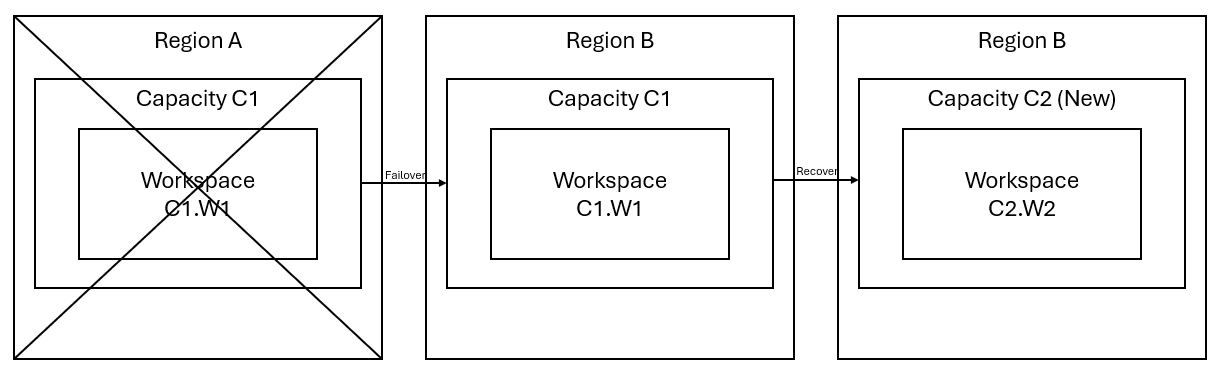 Region A
Capacity C1
Workspace
C1.W1
Failover
Region B
Capacity C1
Workspace
C1.W1
Recover
Region B
Capacity C2 (New)
Workspace
C2.W2